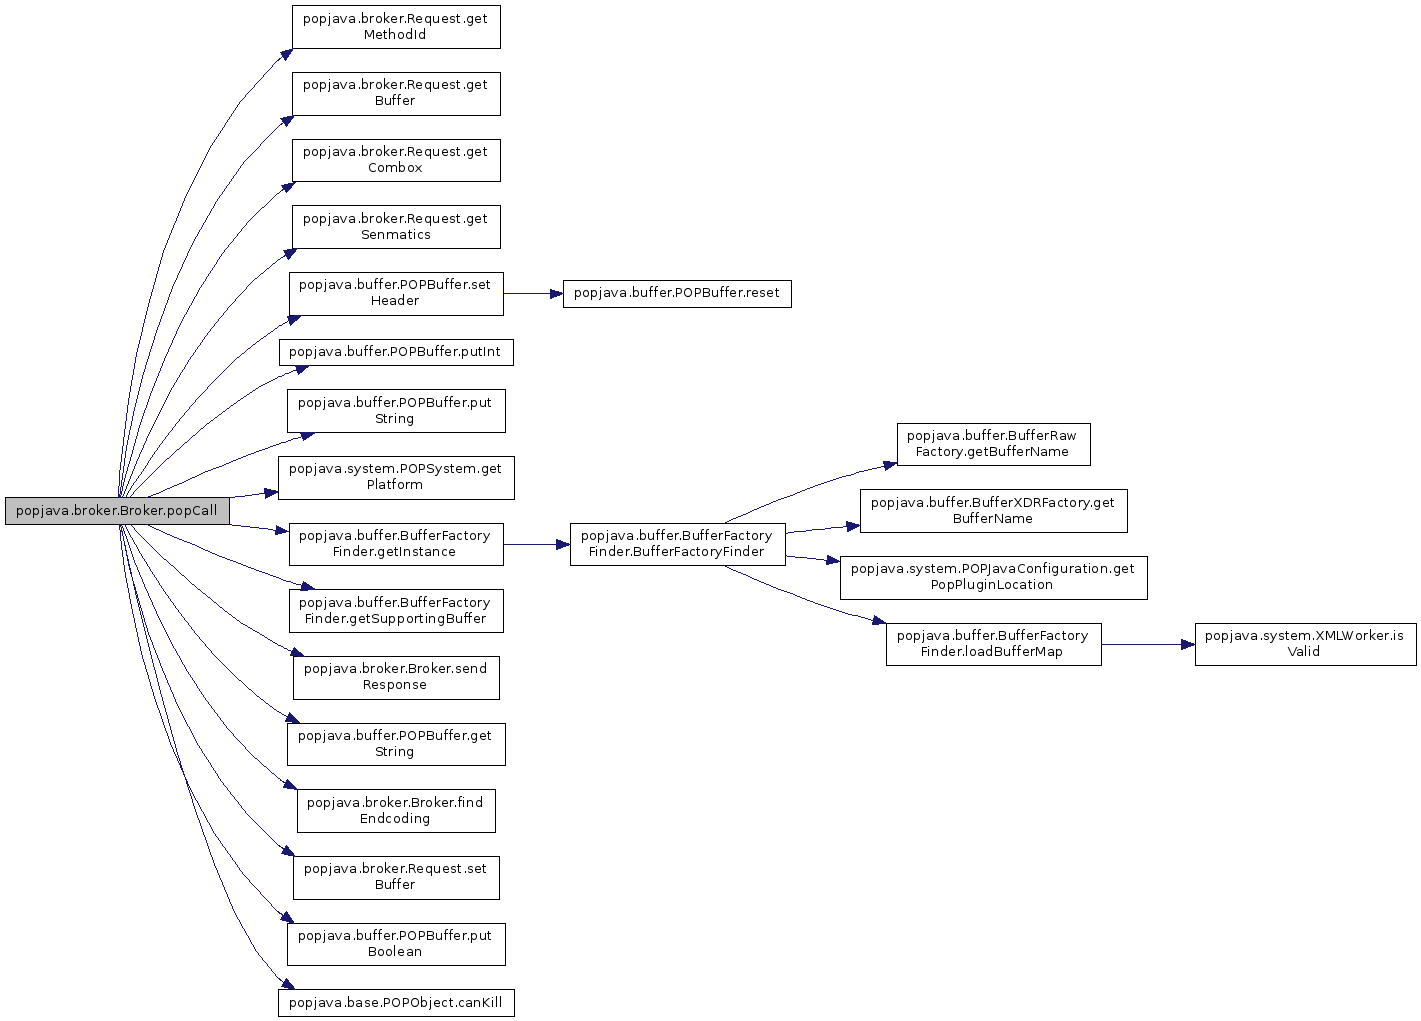 popjava.broker.Request.get
MethodId
popjava.broker.Request.get
Buffer
popjava.broker.Request.get
Combox
popjava.broker.Request.get
Senmatics
popjava.buffer.POPBuffer.set
Header
popjava.buffer.POPBuffer.reset
popjava.buffer.POPBuffer.putInt
popjava.buffer.POPBuffer.put
String
popjava.system.POPSystem.get
Platform
popjava.broker.Broker.popCall
popjava.buffer.BufferFactory
Finder.getInstance
popjava.buffer.BufferFactory
Finder.BufferFactoryFinder
popjava.buffer.BufferRaw
Factory.getBufferName
popjava.buffer.BufferXDRFactory.get
BufferName
popjava.system.POPJavaConfiguration.get
PopPluginLocation
popjava.buffer.BufferFactory
Finder.loadBufferMap
popjava.system.XMLWorker.is
Valid
popjava.buffer.BufferFactory
Finder.getSupportingBuffer
popjava.broker.Broker.send
Response
popjava.buffer.POPBuffer.get
String
popjava.broker.Broker.find
Endcoding
popjava.broker.Request.set
Buffer
popjava.buffer.POPBuffer.put
Boolean
popjava.base.POPObject.canKill